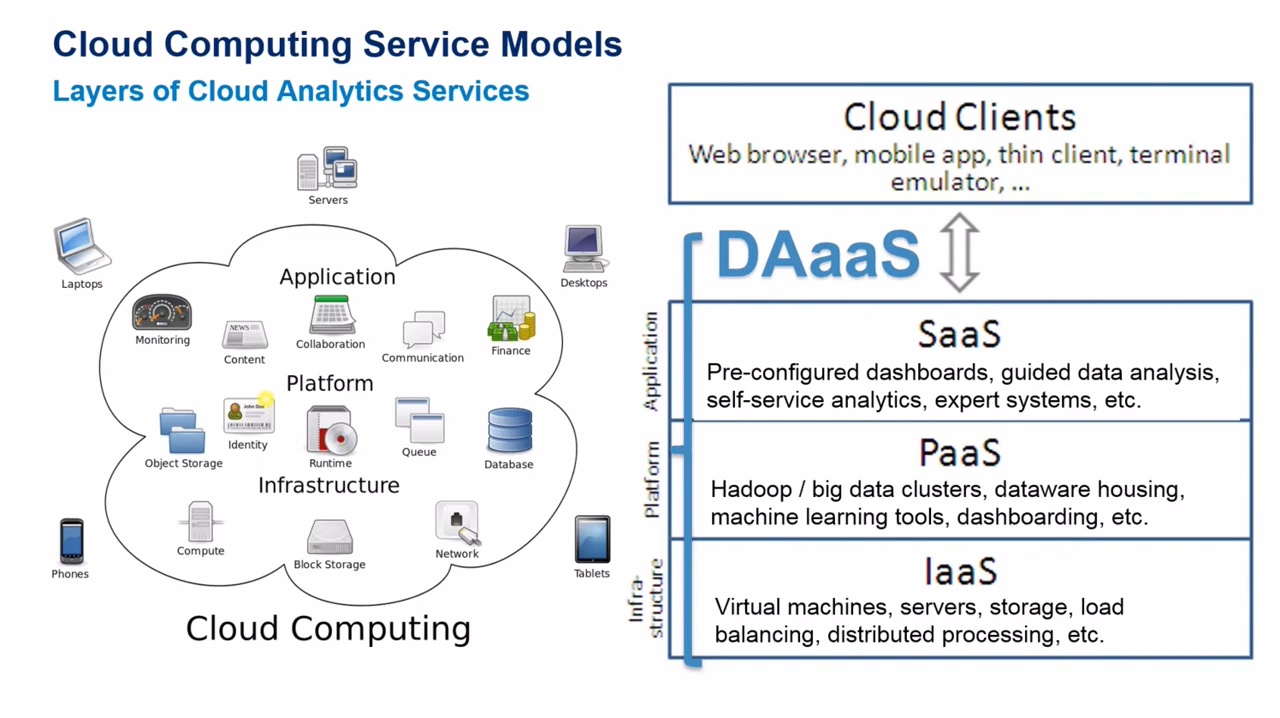 Cloud Computing Service Models
Layers of Cloud Analytics Services
Servers
Laptops
Desktops
Application
Monitoring
Content
Collaboration
Communication
Finance
NEWS
Platform
John Doe
Object Storage
Identity
Runtime
Queue
Database
Infrastructure
Compute
Block Storage
Network
Phones
Tablets
Cloud Computing
Cloud Clients
Web browser, mobile app, thin client, terminal
emulator, ...
DAaaS
Application
SaaS
Pre-configured dashboards, guided data analysis,
self-service analytics, expert systems, etc.
Platform
PaaS
Hadoop / big data clusters, dataware housing,
machine learning tools, dashboarding, etc.
Infra-
structure
IaaS
Virtual machines, servers, storage, load
balancing, distributed processing, etc.